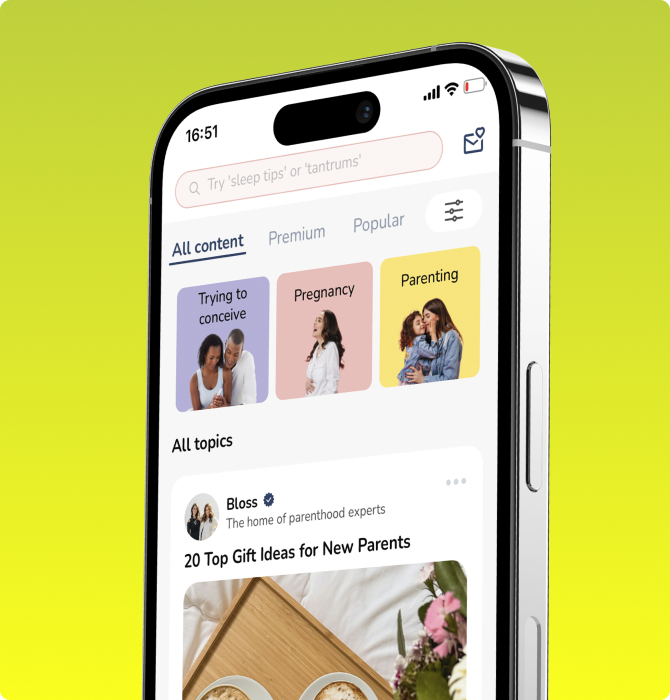 16:51
Try 'sleep tips' or 'tantrums'
All content
Premium
Popular
Trying to
conceive
Pregnancy
Parenting
All topics
Bloss
The home of parenthood experts
20 Top Gift Ideas for New Parents